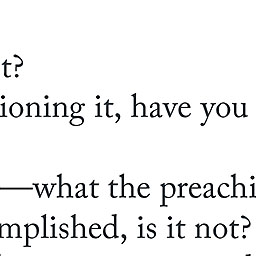 t?
ioning it, have you
—what the preachi
mplished, is it not?